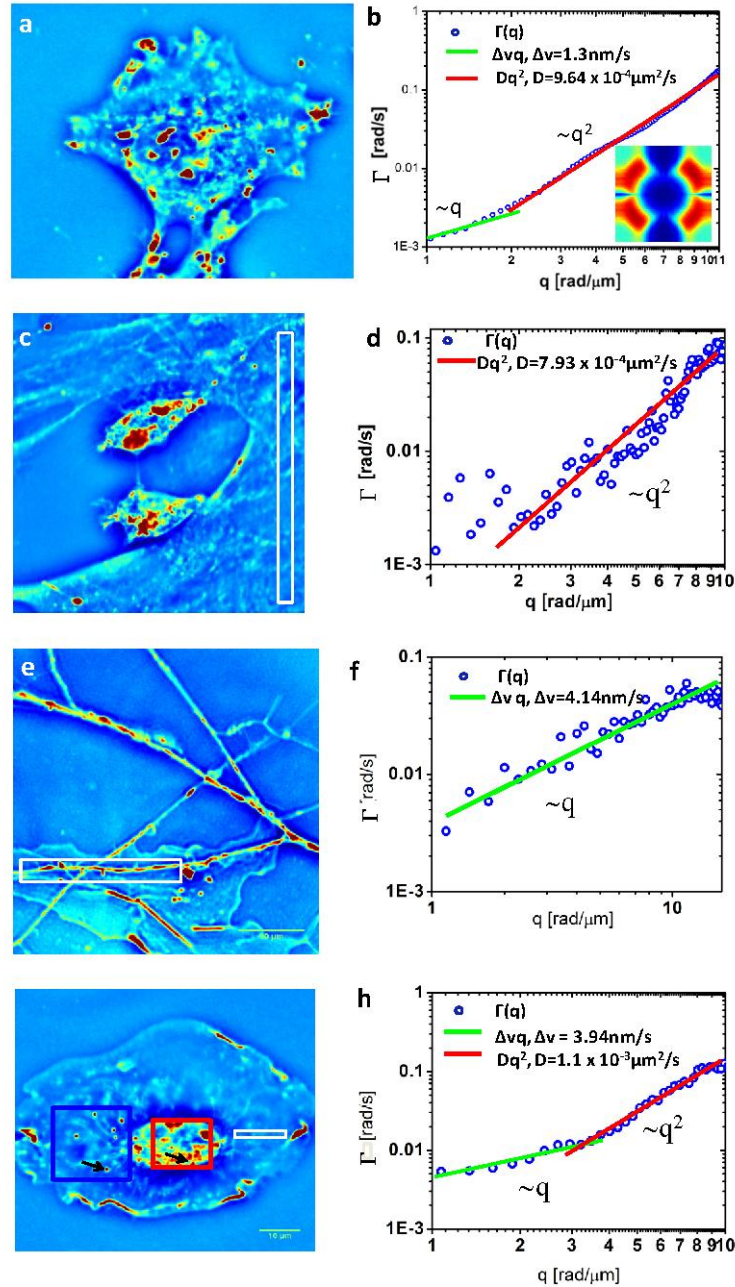 a
b
Γ(q)
Δvq, Δv=1.3nm/s
Dq², D=9.64 x 10⁻⁴μm²/s
~q²
~q
Γ [rad/s]
1
0.1
0.01
1E-3
1 2 3 4 5 6 7 8 9 10 11
q [rad/μm]
c
d
Γ(q)
Dq², D=7.93 x 10⁻⁴μm²/s
~q²
Γ [rad/s]
0.1
0.01
1E-3
1 2 3 4 5 6 7 8 9 10
q [rad/μm]
e
f
Γ(q)
Δv q, Δv=4.14nm/s
~q
Γ rad/s]
0.1
0.01
1E-3
1 10
q [rad/μm]
h
Γ(q)
Δvq, Δv = 3.94nm/s
Dq², D=1.1 x 10⁻³μm²/s
~q²
~q
Γ [rad/s]
1
0.1
0.01
1E-3
1 2 3 4 5 6 7 8 9 10
q [rad/μm]
10 μm